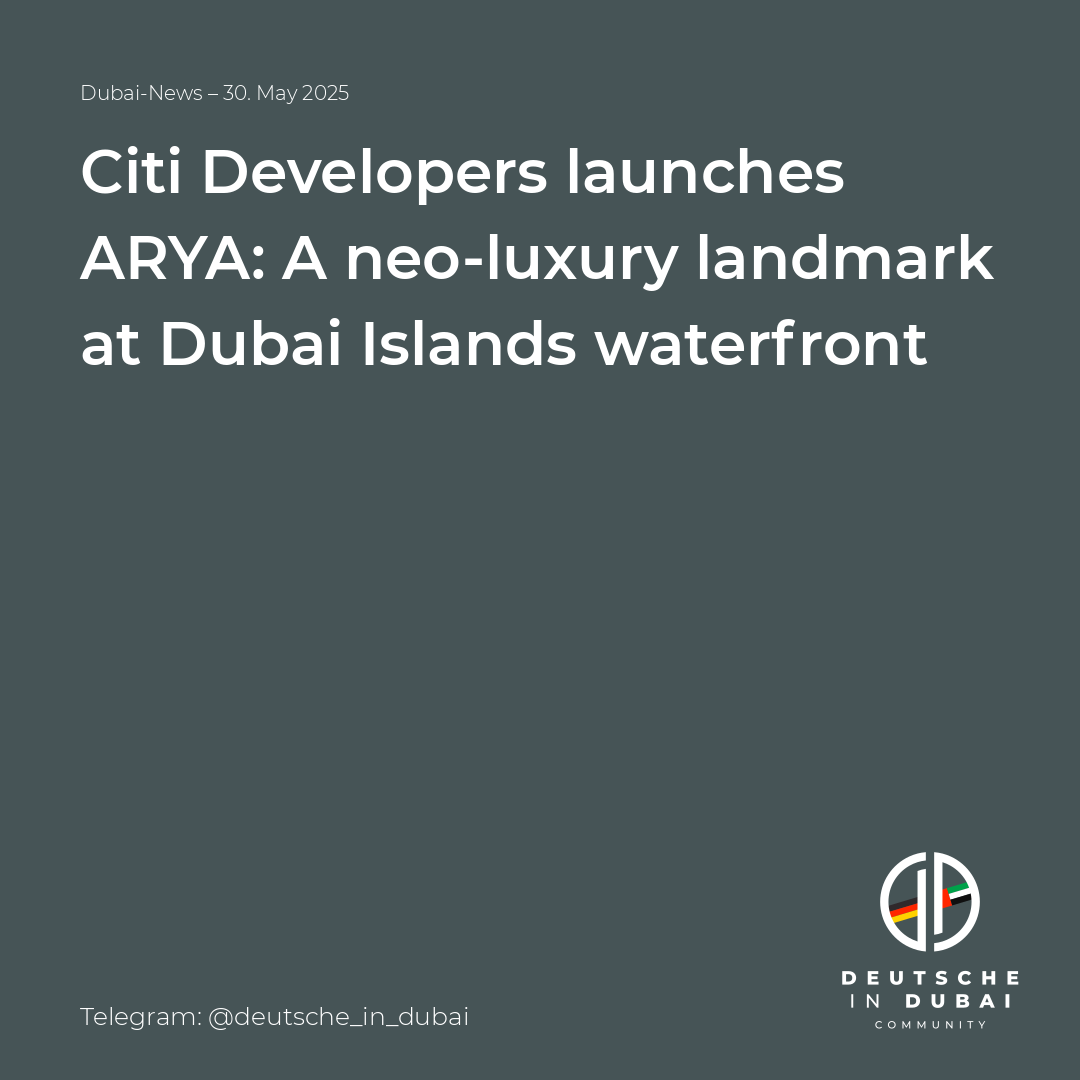 Dubai-News – 30. May 2025
Citi Developers launches
ARYA: A neo-luxury landmark
at Dubai Islands waterfront
DEUTSCHE
IN DUBAI
COMMUNITY
Telegram: @deutsche_in_dubai